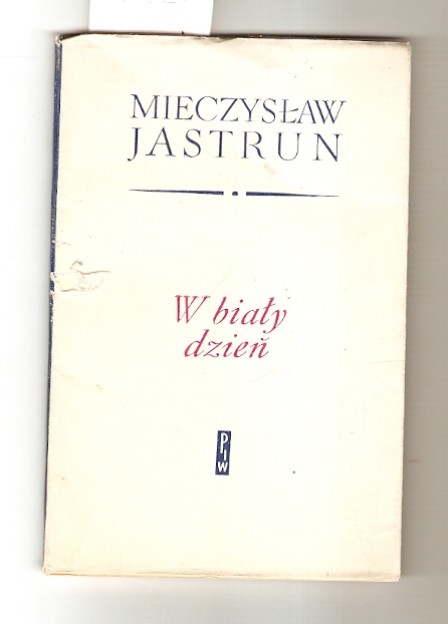 MIECZYSŁAW
JASTRUN
W biały
dzień
PIW